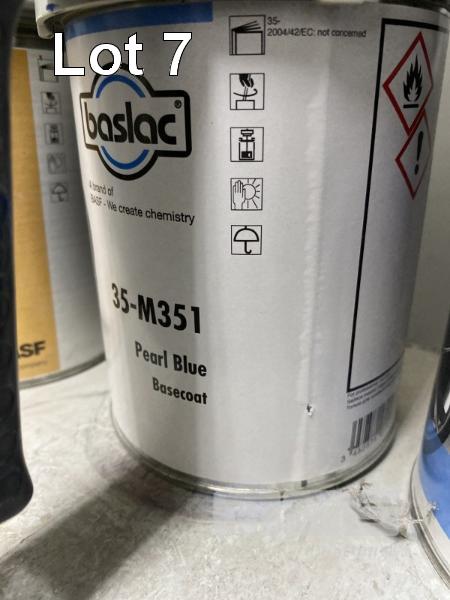 Lot 7
35-
2004/42/EC: not concerned
baslac®
A brand of
BASF - We create chemistry
35-M351
Pearl Blue
Basecoat
ASF